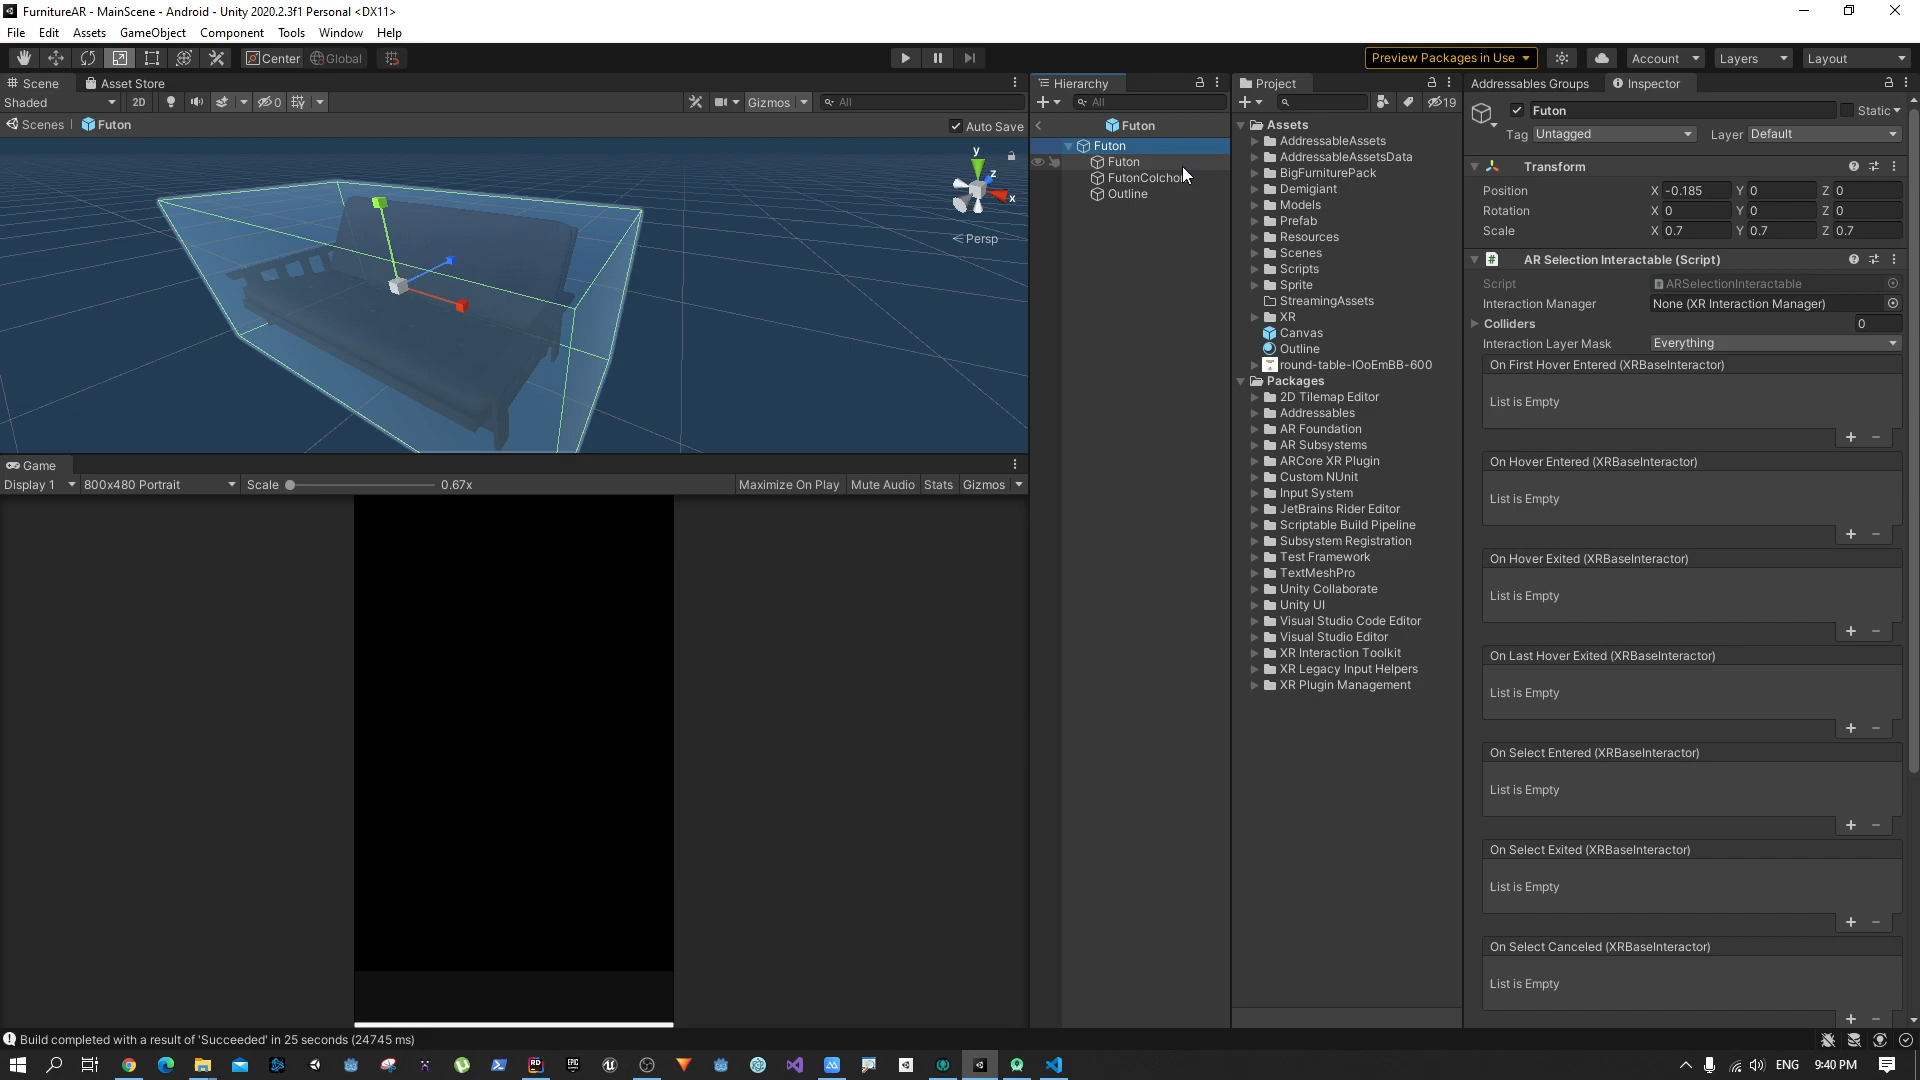 FurnitureAR - MainScene - Android - Unity 2020.2.3f1 Personal <DX11>
File Edit Assets GameObject Component Tools Window Help
Center Global Preview Packages in Use Account Layers Layout
Scene Asset Store
Shaded 2D 0 Gizmos All
Scenes Futon Auto Save
y
z
x
Persp
Game
Display 1 800x480 Portrait Scale 0.67x Maximize On Play Mute Audio Stats Gizmos
Hierarchy
All
Futon
Futon
Futon
FutonColchon
Outline
Project
19
Assets
AddressableAssets
AddressableAssetsData
BigFurniturePack
Demigiant
Models
Prefab
Resources
Scenes
Scripts
Sprite
StreamingAssets
XR
Canvas
Outline
round-table-IOoEmBB-600
Packages
2D Tilemap Editor
Addressables
AR Foundation
AR Subsystems
ARCore XR Plugin
Custom NUnit
Input System
JetBrains Rider Editor
Scriptable Build Pipeline
Subsystem Registration
Test Framework
TextMeshPro
Unity Collaborate
Unity UI
Visual Studio Code Editor
Visual Studio Editor
XR Interaction Toolkit
XR Legacy Input Helpers
XR Plugin Management
Addressables Groups Inspector
Futon Static
Tag Untagged Layer Default
Transform
Position X -0.185 Y 0 Z 0
Rotation X 0 Y 0 Z 0
Scale X 0.7 Y 0.7 Z 0.7
AR Selection Interactable (Script)
Script ARSelectionInteractable
Interaction Manager None (XR Interaction Manager)
Colliders 0
Interaction Layer Mask Everything
On First Hover Entered (XRBaseInteractor)
List is Empty
On Hover Entered (XRBaseInteractor)
List is Empty
On Hover Exited (XRBaseInteractor)
List is Empty
On Last Hover Exited (XRBaseInteractor)
List is Empty
On Select Entered (XRBaseInteractor)
List is Empty
On Select Exited (XRBaseInteractor)
List is Empty
On Select Canceled (XRBaseInteractor)
List is Empty
Build completed with a result of 'Succeeded' in 25 seconds (24745 ms)
ENG 9:40 PM